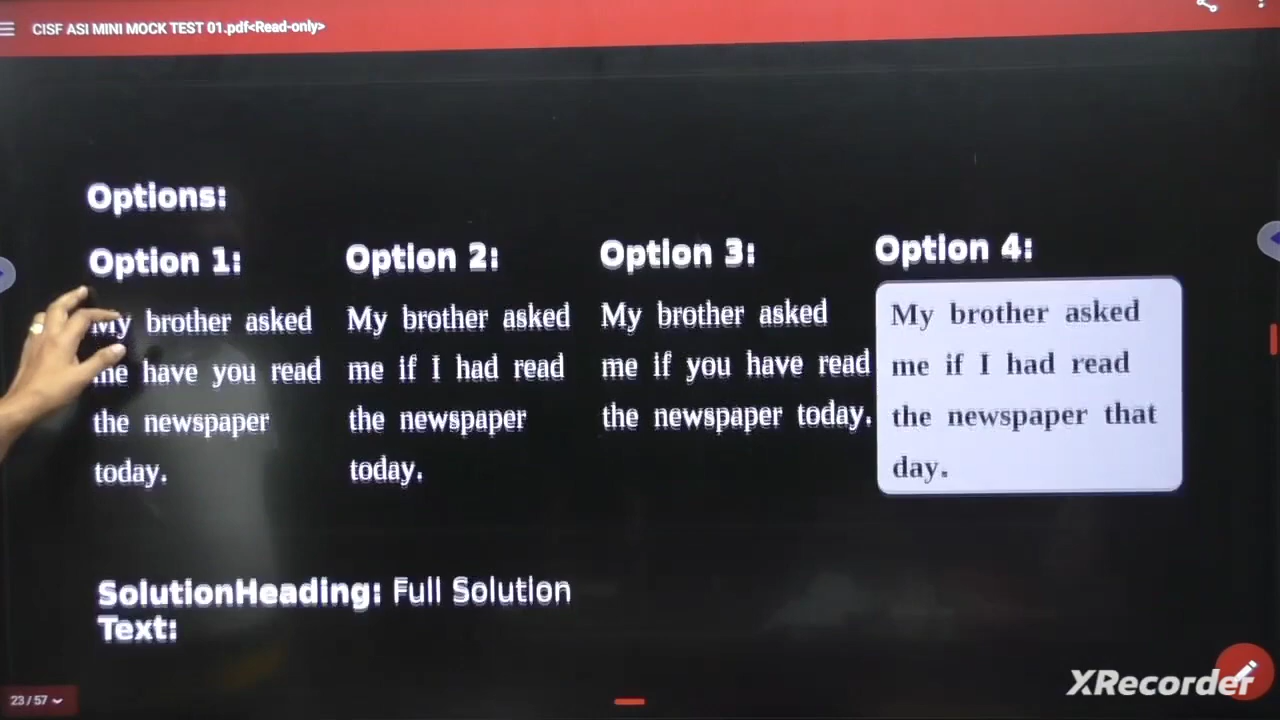 CISF ASI MINI MOCK TEST 01.pdf<Read-only>
Options:
Option 1:
My brother asked
me have you read
the newspaper
today.
Option 2:
My brother asked
me if I had read
the newspaper
today.
Option 3:
My brother asked
me if you have read
the newspaper today.
Option 4:
My brother asked
me if I had read
the newspaper that
day.
SolutionHeading: Full Solution
Text:
23/57
XRecorder